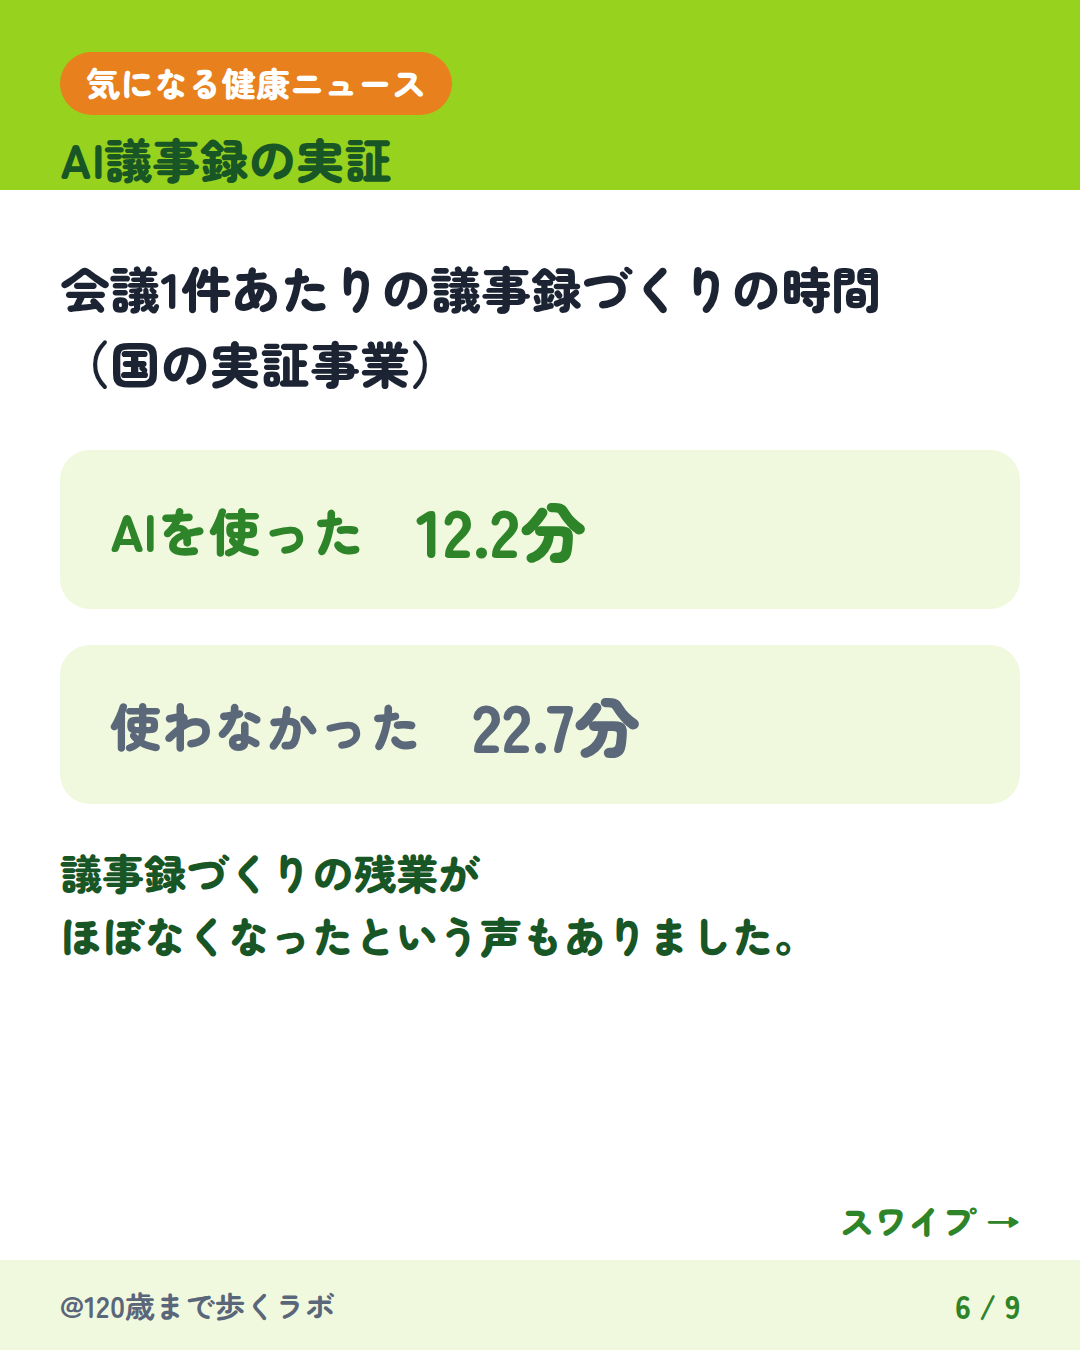 気になる健康ニュース
AI議事録の実証
会議1件あたりの議事録づくりの時間
（国の実証事業）
AIを使った 12.2分
使わなかった 22.7分
議事録づくりの残業が
ほぼなくなったという声もありました。
スワイプ →
@120歳まで歩くラボ
6 / 9